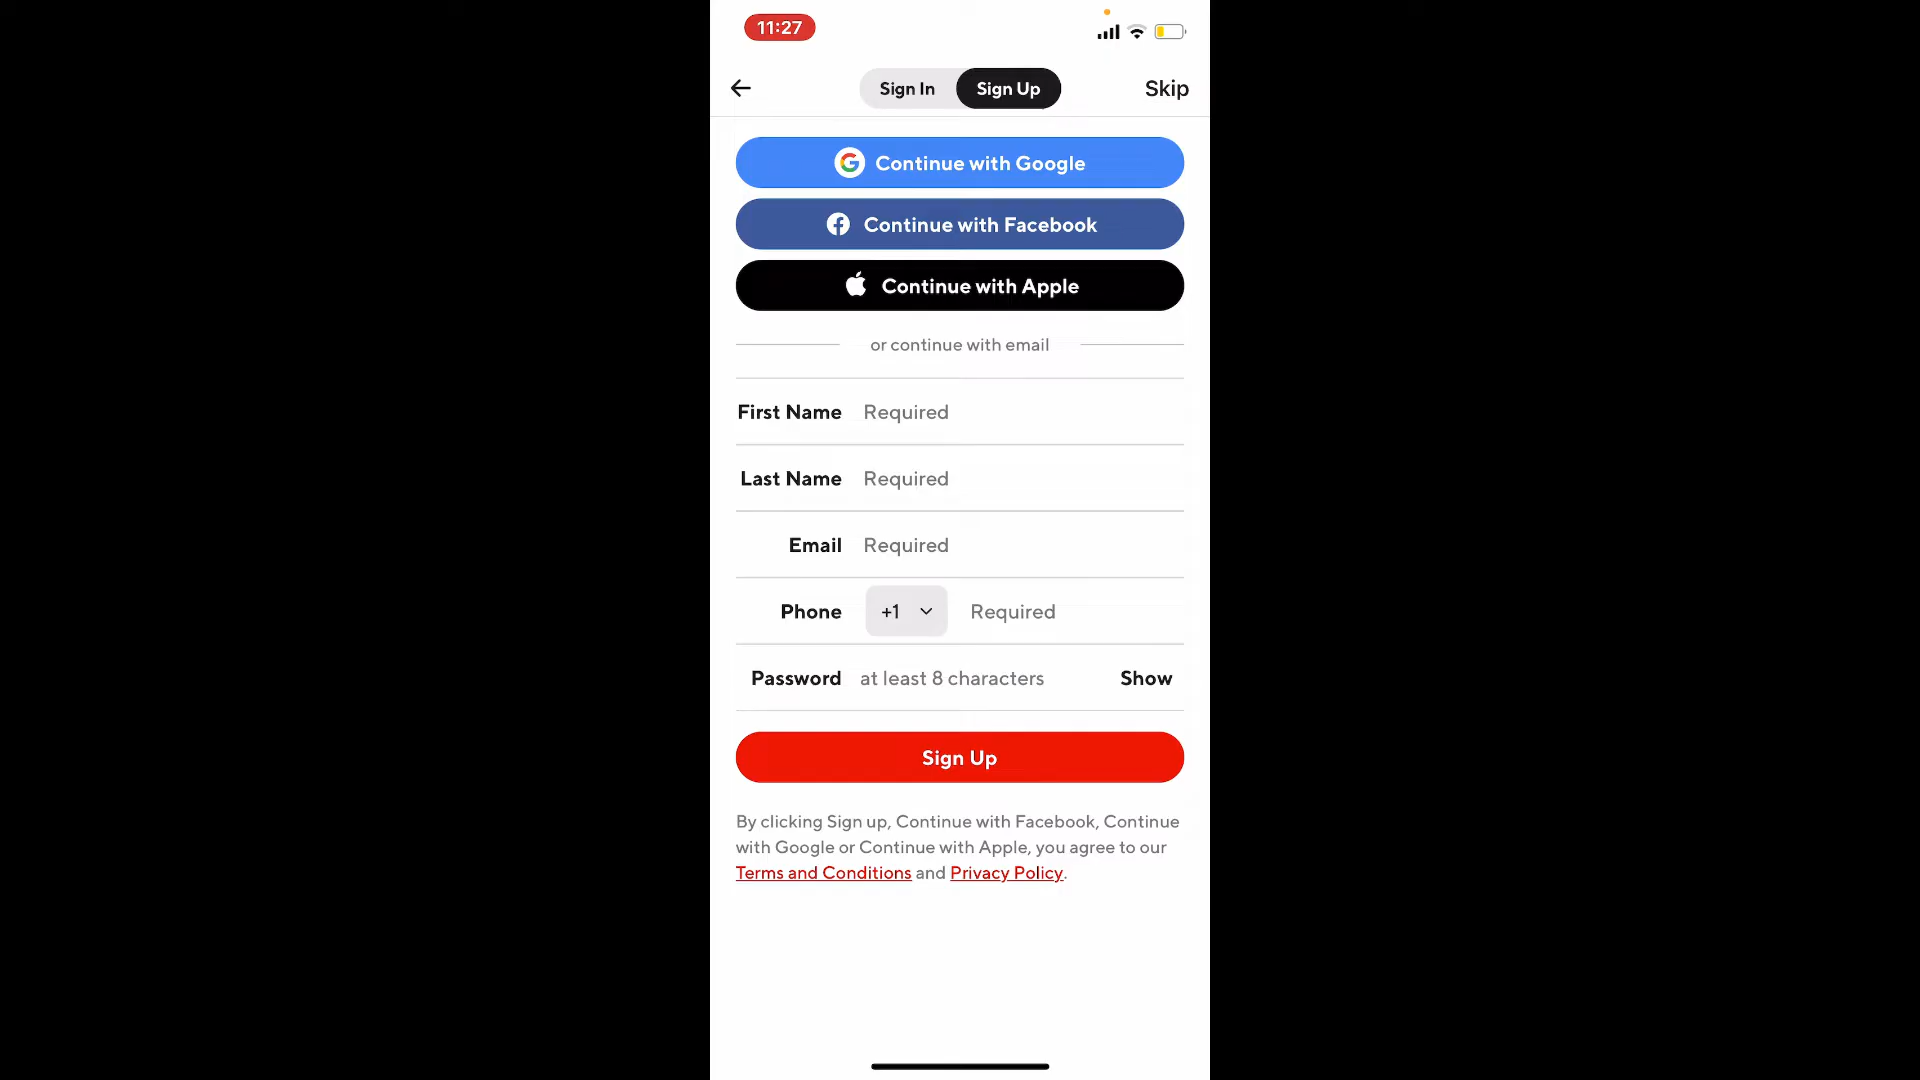 11:27
Sign In Sign Up Skip
Continue with Google
Continue with Facebook
Continue with Apple
or continue with email
First Name Required
Last Name Required
Email Required
Phone +1 Required
Password at least 8 characters Show
Sign Up
By clicking Sign up, Continue with Facebook, Continue
with Google or Continue with Apple, you agree to our
Terms and Conditions and Privacy Policy.